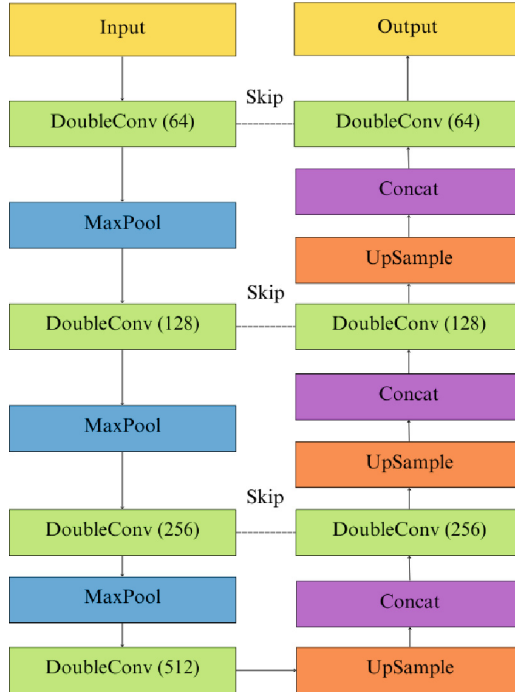 Input
Output
Skip
DoubleConv (64)
DoubleConv (64)
Concat
MaxPool
UpSample
Skip
DoubleConv (128)
DoubleConv (128)
Concat
MaxPool
UpSample
Skip
DoubleConv (256)
DoubleConv (256)
MaxPool
Concat
DoubleConv (512)
UpSample